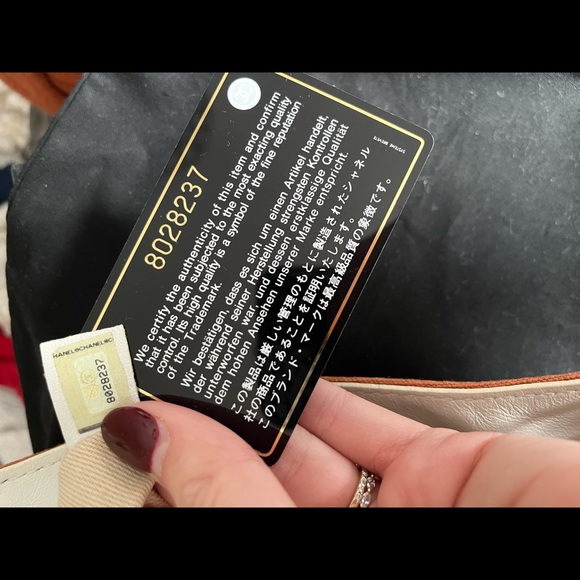 8028237
We certify the authenticity of this item and confirm
that it has been subjected to the most exacting quality
control. Its high quality is a symbol of the fine reputation
of the Trademark.
Wir bestätigen, dass es sich um einen Artikel handelt,
der während seiner Herstellung strengsten Kontrollen
unterworfen war, und dessen erstklassige Qualität
dem hohen Ansehen unserer Marke entspricht.
この製品は厳しい管理のもとに製造されたシャネル
社の商品であることを証明いたします。
このブランド・マークは最高級品質の象徴です。
HANEL©CHANEL©C
8028237